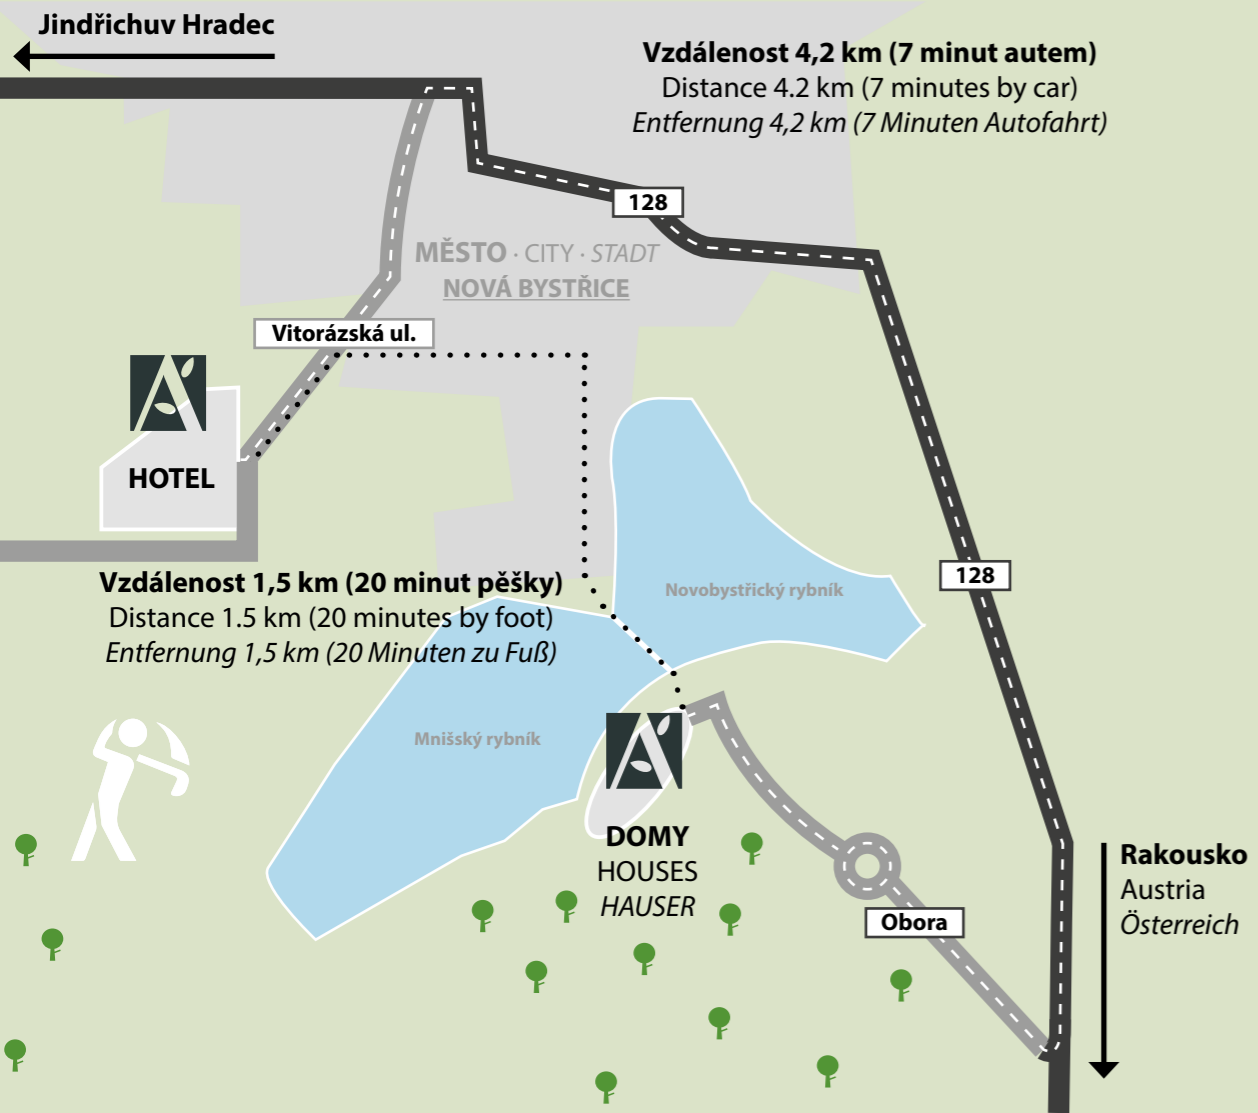 Jindřichuv Hradec
Vzdálenost 4,2 km (7 minut autem)
Distance 4.2 km (7 minutes by car)
Entfernung 4,2 km (7 Minuten Autofahrt)
128
MĚSTO · CITY · STADT
NOVÁ BYSTŘICE
Vitorázská ul.
HOTEL
128
Vzdálenost 1,5 km (20 minut pěšky)
Distance 1.5 km (20 minutes by foot)
Entfernung 1,5 km (20 Minuten zu Fuß)
Novobystřický rybník
Mnišský rybník
DOMY
HOUSES
HAUSER
Obora
Rakousko
Austria
Österreich